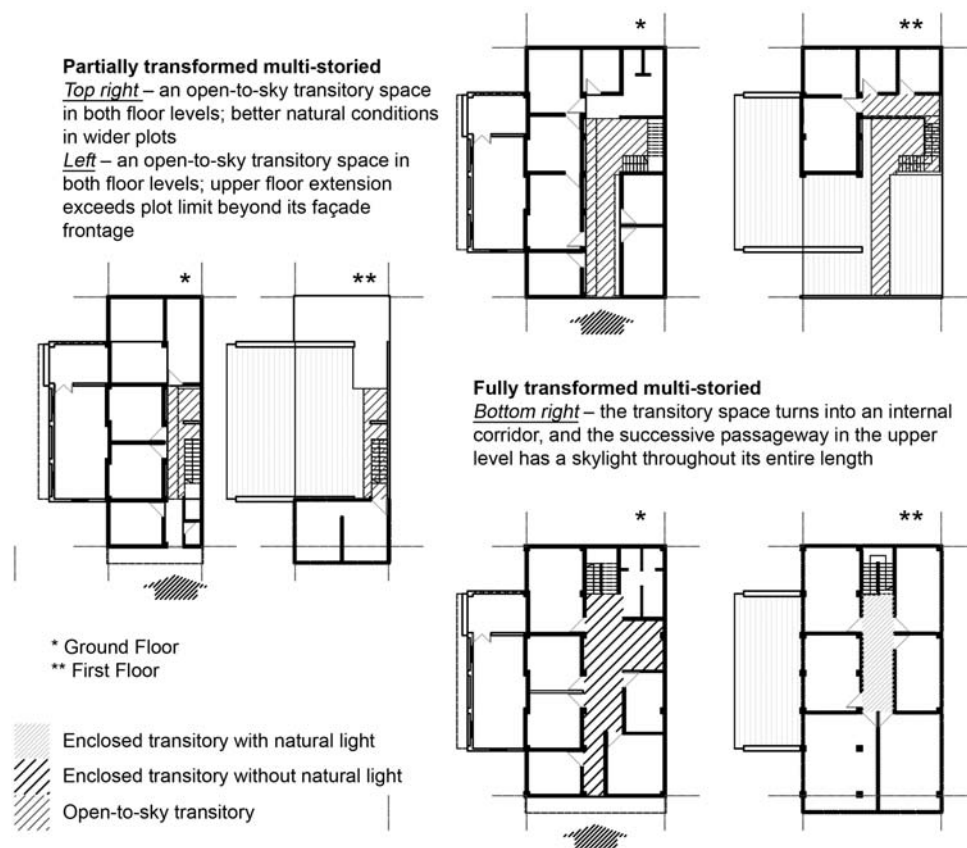 Partially transformed multi-storied
Top right – an open-to-sky transitory space
in both floor levels; better natural conditions
in wider plots
Left – an open-to-sky transitory space in
both floor levels; upper floor extension
exceeds plot limit beyond its façade
frontage
*
**
*
**
Fully transformed multi-storied
Bottom right – the transitory space turns into an internal
corridor, and the successive passageway in the upper
level has a skylight throughout its entire length
*
**
* Ground Floor
** First Floor
Enclosed transitory with natural light
Enclosed transitory without natural light
Open-to-sky transitory